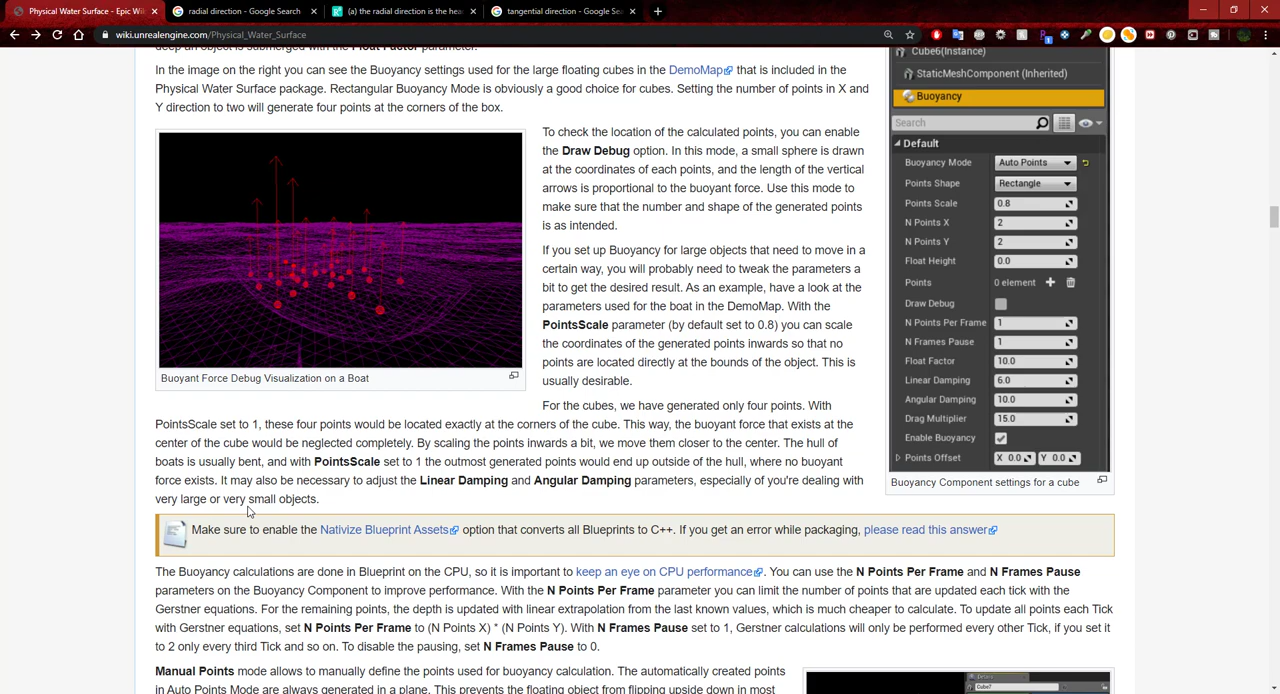 Physical Water Surface - Epic Wi
radial direction - Google Search
(a) the radial direction is the hea
tangential direction - Google Sea
wiki.unrealengine.com/Physical_Water_Surface
deep an object is submerged with the Float Factor parameter.
In the image on the right you can see the Buoyancy settings used for the large floating cubes in the DemoMap that is included in the
Physical Water Surface package. Rectangular Buoyancy Mode is obviously a good choice for cubes. Setting the number of points in X and
Y direction to two will generate four points at the corners of the box.
To check the location of the calculated points, you can enable
the Draw Debug option. In this mode, a small sphere is drawn
at the coordinates of each points, and the length of the vertical
arrows is proportional to the buoyant force. Use this mode to
make sure that the number and shape of the generated points
is as intended.
If you set up Buoyancy for large objects that need to move in a
certain way, you will probably need to tweak the parameters a
bit to get the desired result. As an example, have a look at the
parameters used for the boat in the DemoMap. With the
PointsScale parameter (by default set to 0.8) you can scale
the coordinates of the generated points inwards so that no
points are located directly at the bounds of the object. This is
usually desirable.
Buoyant Force Debug Visualization on a Boat
For the cubes, we have generated only four points. With
PointsScale set to 1, these four points would be located exactly at the corners of the cube. This way, the buoyant force that exists at the
center of the cube would be neglected completely. By scaling the points inwards a bit, we move them closer to the center. The hull of
boats is usually bent, and with PointsScale set to 1 the outmost generated points would end up outside of the hull, where no buoyant
force exists. It may also be necessary to adjust the Linear Damping and Angular Damping parameters, especially of you're dealing with
very large or very small objects.
Cube6(Instance)
StaticMeshComponent (Inherited)
Buoyancy
Search
Default
Buoyancy Mode Auto Points
Points Shape Rectangle
Points Scale 0.8
N Points X 2
N Points Y 2
Float Height 0.0
Points 0 element
Draw Debug
N Points Per Frame 1
N Frames Pause 1
Float Factor 10.0
Linear Damping 6.0
Angular Damping 10.0
Drag Multiplier 15.0
Enable Buoyancy
Points Offset X 0.0 Y 0.0
Buoyancy Component settings for a cube
Make sure to enable the Nativize Blueprint Assets option that converts all Blueprints to C++. If you get an error while packaging, please read this answer
The Buoyancy calculations are done in Blueprint on the CPU, so it is important to keep an eye on CPU performance. You can use the N Points Per Frame and N Frames Pause
parameters on the Buoyancy Component to improve performance. With the N Points Per Frame parameter you can limit the number of points that are updated each tick with the
Gerstner equations. For the remaining points, the depth is updated with linear extrapolation from the last known values, which is much cheaper to calculate. To update all points each Tick
with Gerstner equations, set N Points Per Frame to (N Points X) * (N Points Y). With N Frames Pause set to 1, Gerstner calculations will only be performed every other Tick, if you set it
to 2 only every third Tick and so on. To disable the pausing, set N Frames Pause to 0.
Manual Points mode allows to manually define the points used for buoyancy calculation. The automatically created points
in Auto Points Mode are always generated in a plane. This prevents the floating object from flipping upside down in most
Cube7